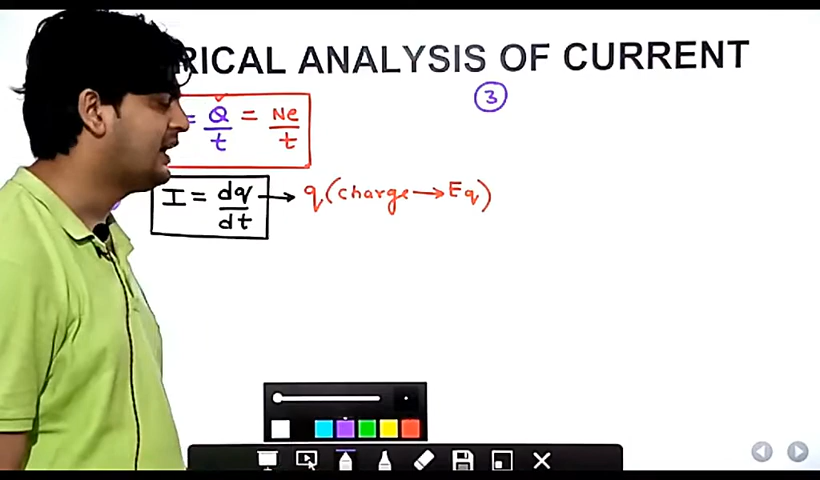 RICAL ANALYSIS OF CURRENT
3
= Q/t = Ne/t
I = dq/dt → q (charge → Eq)